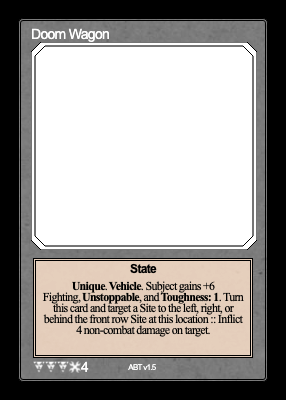 Doom Wagon
State
Unique. Vehicle. Subject gains +6
Fighting, Unstoppable, and Toughness: 1. Turn
this card and target a Site to the left, right, or
behind the front row Site at this location :: Inflict
4 non-combat damage on target.
4
ABT v1.5